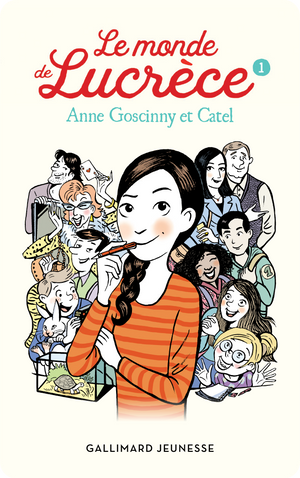 Le monde
de Lucrèce 1
Anne Goscinny et Catel
GALLIMARD JEUNESSE